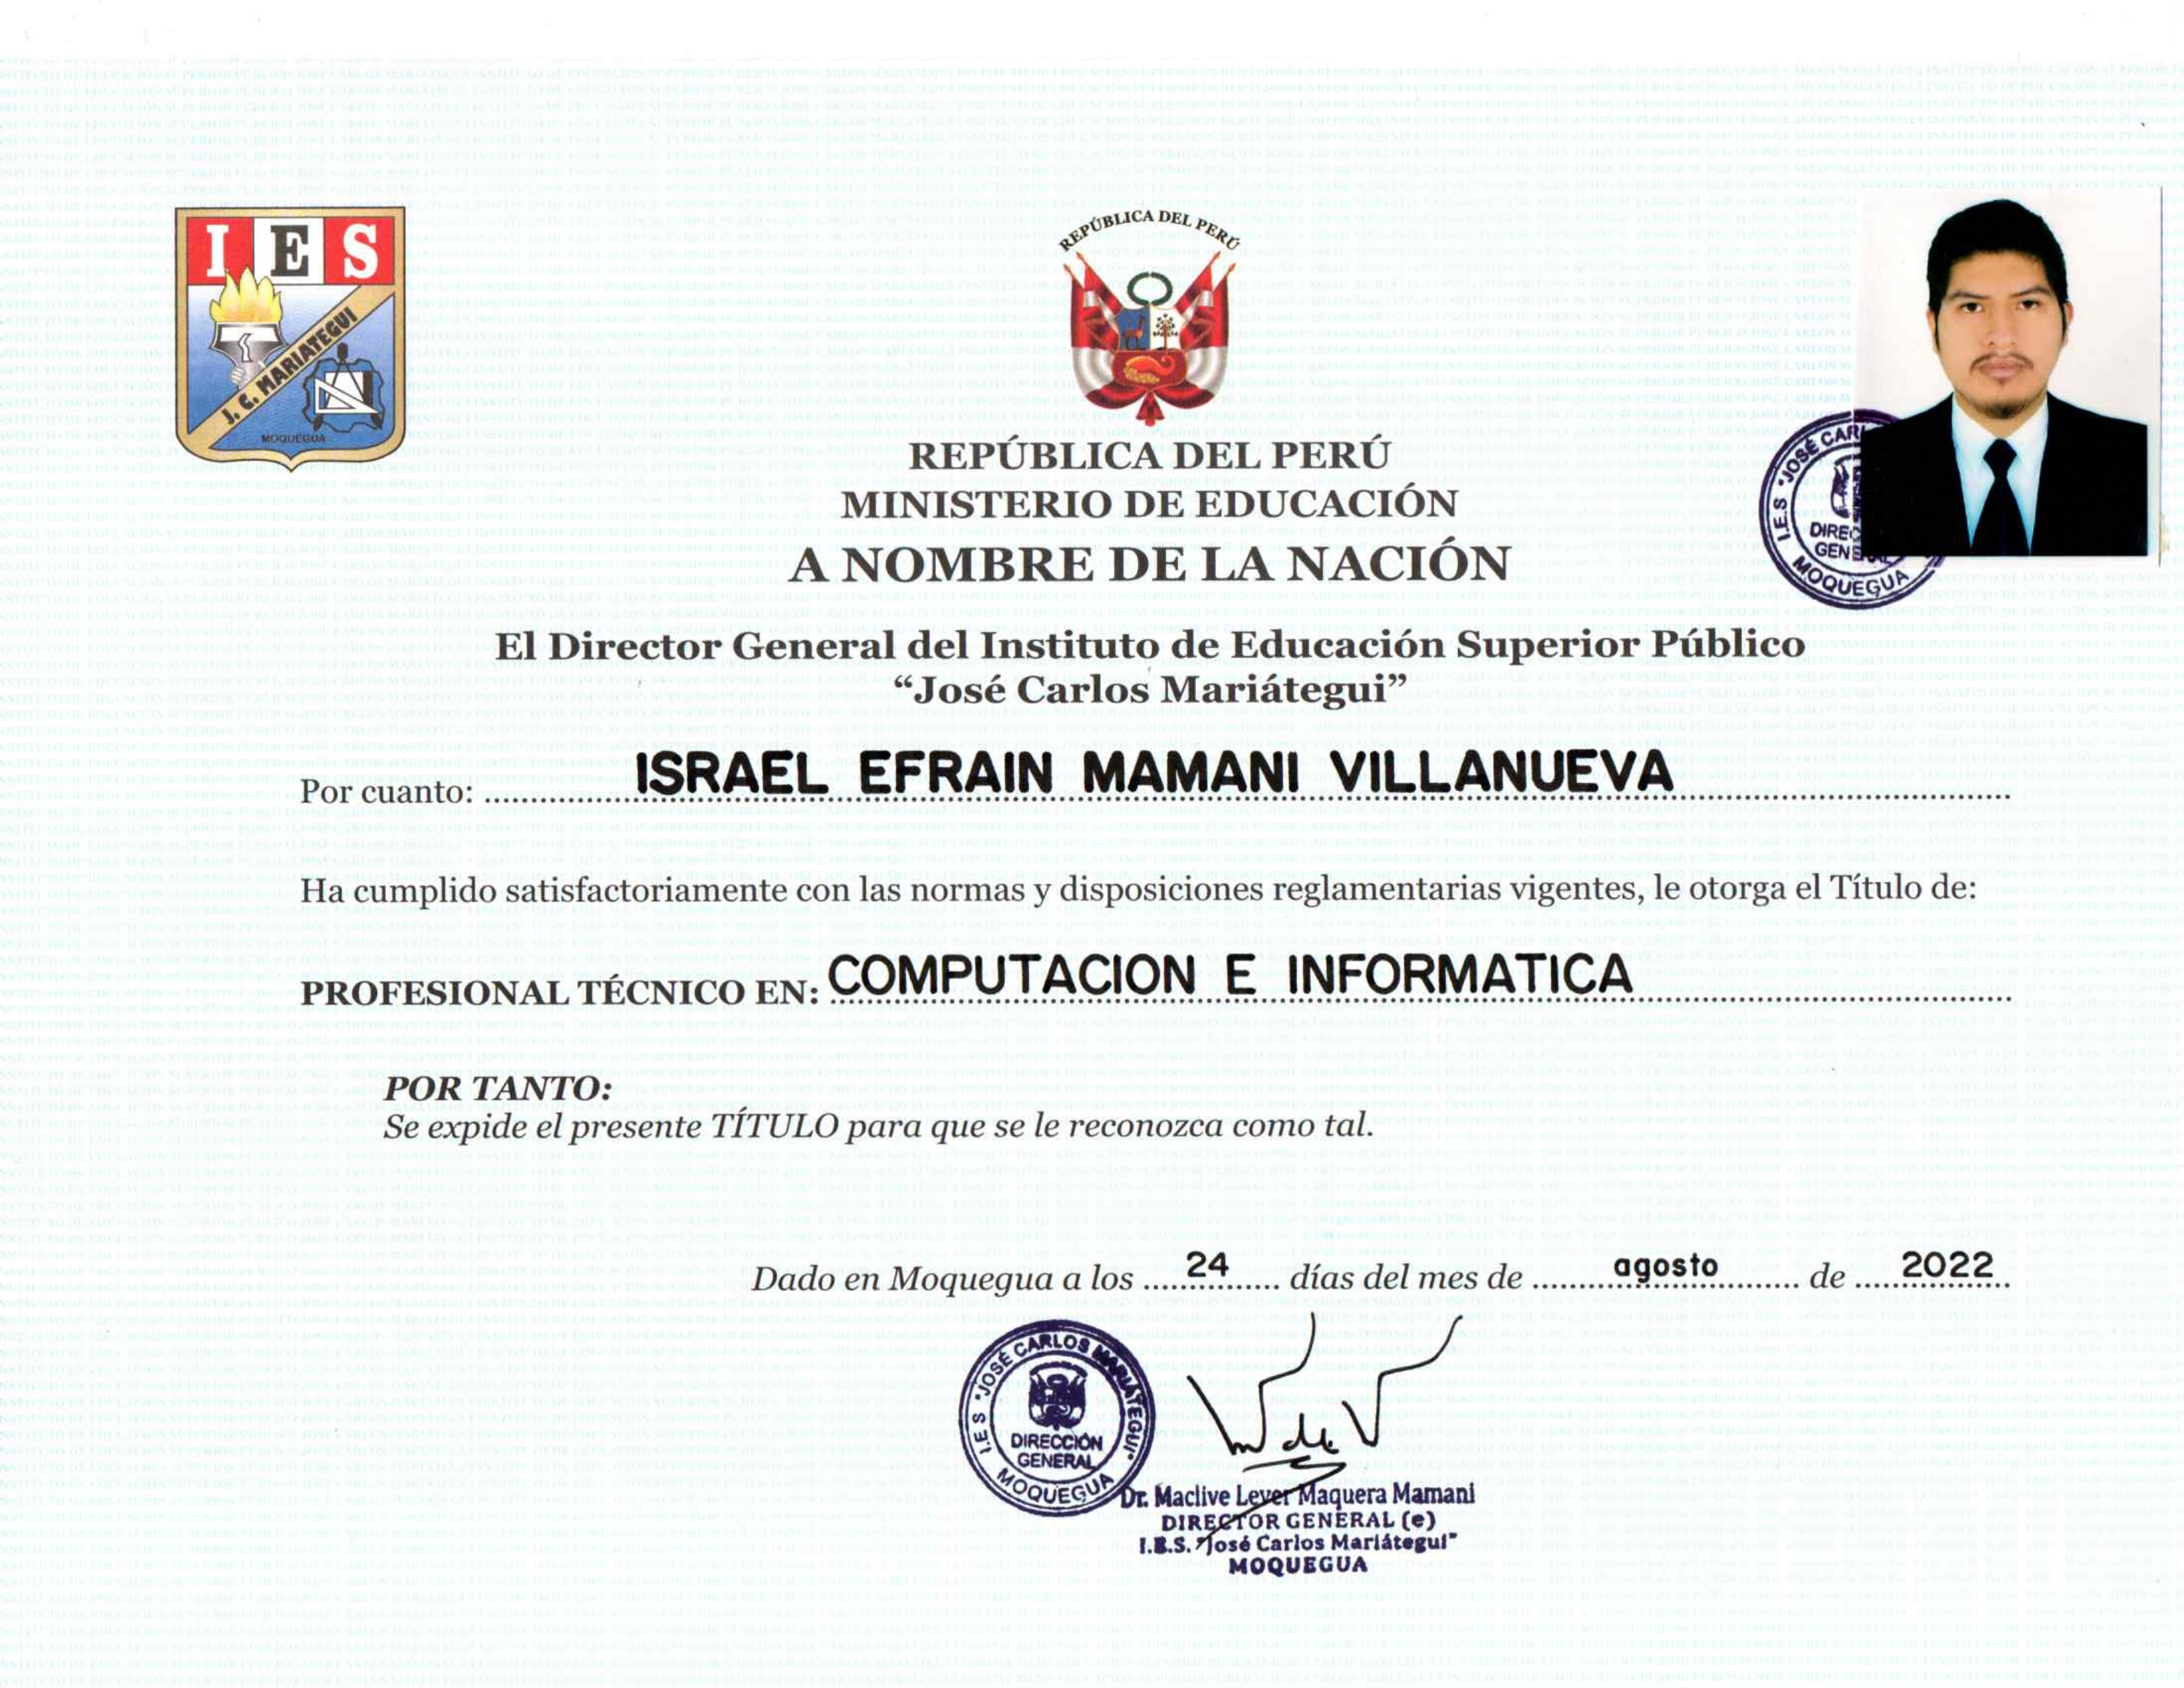 I E S
J. C. MARIATEGUI
MOQUEGUA
REPÚBLICA DEL PERÚ
REPÚBLICA DEL PERÚ
MINISTERIO DE EDUCACIÓN
A NOMBRE DE LA NACIÓN
I.E.S "JOSÉ CAR
DIREC
GENERAL
MOQUEGUA
El Director General del Instituto de Educación Superior Público
“José Carlos Mariátegui”
Por cuanto: ISRAEL EFRAIN MAMANI VILLANUEVA
Ha cumplido satisfactoriamente con las normas y disposiciones reglamentarias vigentes, le otorga el Título de:
PROFESIONAL TÉCNICO EN: COMPUTACION E INFORMATICA
POR TANTO:
Se expide el presente TÍTULO para que se le reconozca como tal.
Dado en Moquegua a los 24 días del mes de agosto de 2022
I.E.S "JOSÉ CARLOS MARIÁTEGUI"
DIRECCIÓN
GENERAL
MOQUEGUA
Dr. Maclive Lever Maquera Mamani
DIRECTOR GENERAL (e)
I.E.S. "José Carlos Mariátegui"
MOQUEGUA